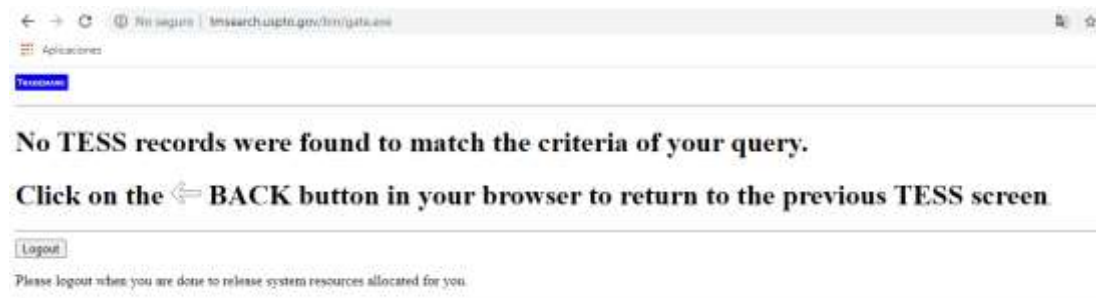 No seguro | tmsearch.uspto.gov/bin/gate.exe
Aplicaciones
TRADEMARK
No TESS records were found to match the criteria of your query.
Click on the BACK button in your browser to return to the previous TESS screen
Logout
Please logout when you are done to release system resources allocated for you.